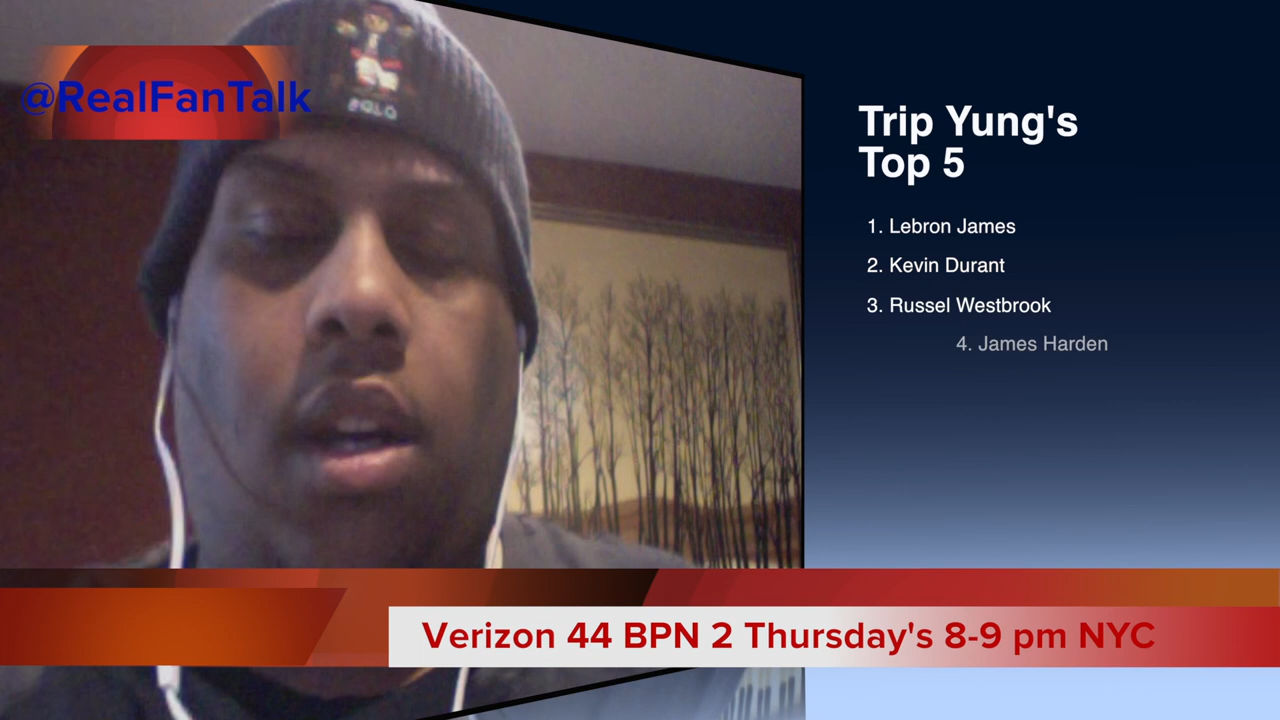 @RealFanTalk
POLO
Trip Yung's
Top 5
1. Lebron James
2. Kevin Durant
3. Russel Westbrook
4. James Harden
Verizon 44 BPN 2 Thursday's 8-9 pm NYC